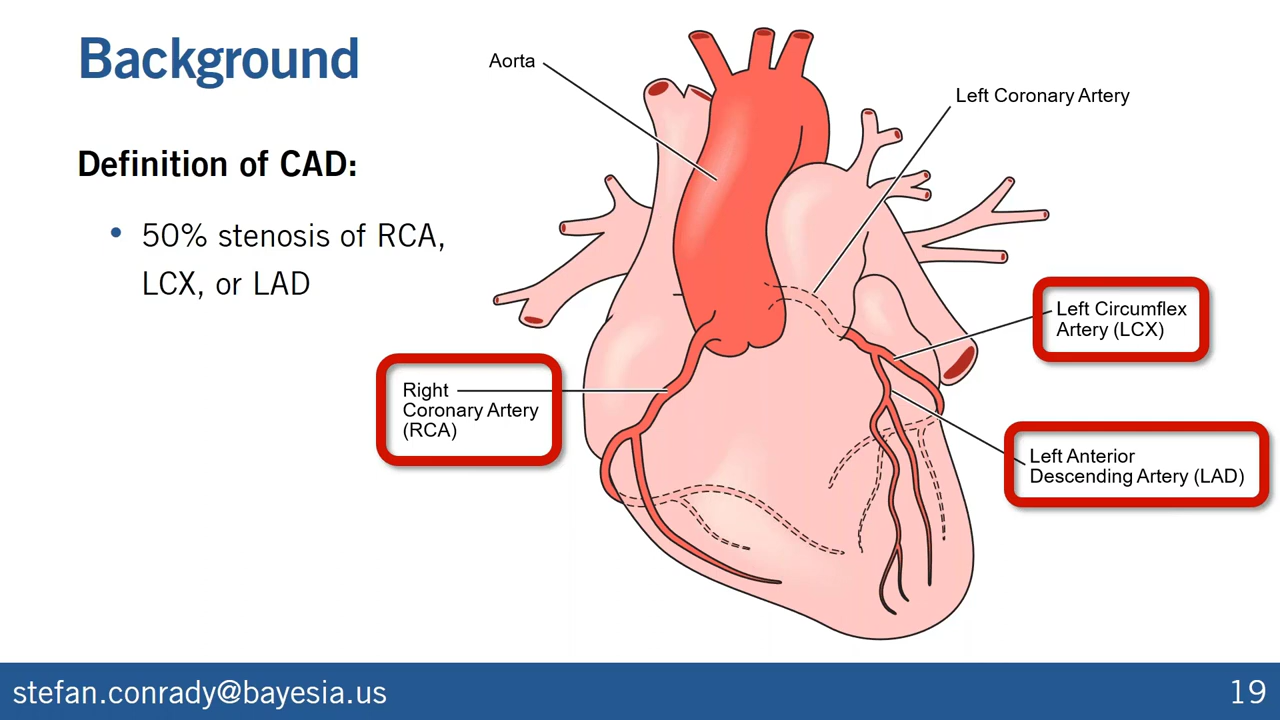 Background
Definition of CAD:
• 50% stenosis of RCA,
LCX, or LAD
Aorta
Left Coronary Artery
Left Circumflex
Artery (LCX)
Right
Coronary Artery
(RCA)
Left Anterior
Descending Artery (LAD)
stefan.conrady@bayesia.us
19